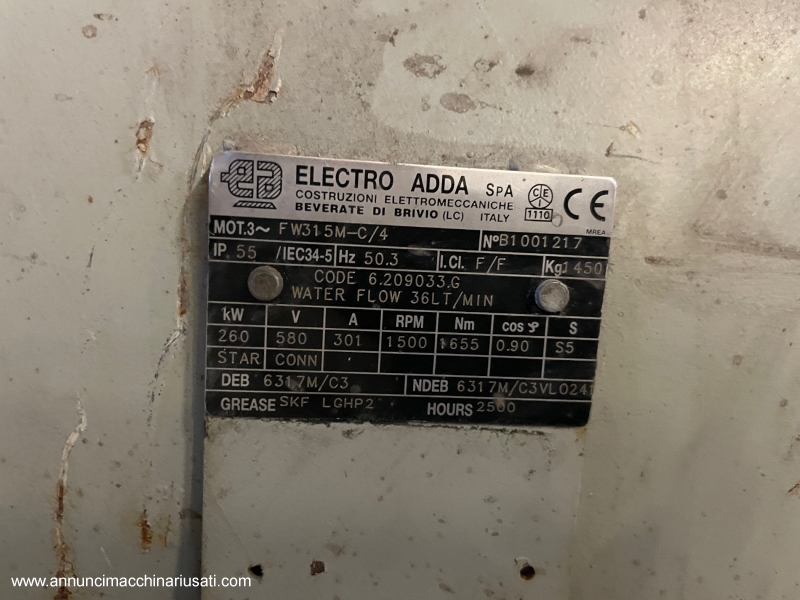 ELECTRO ADDA SpA
COSTRUZIONI ELETTROMECCANICHE
BEVERATE DI BRIVIO (LC) ITALY
CEI
1110
CE
MREA
MOT.3~ FW315M-C/4 N°B1001217
IP 55 /IEC34-5 Hz 50.3 I.Cl. F/F Kg1450
CODE 6.209033.G
WATER FLOW 36LT/MIN
kW V A RPM Nm cos φ S
260 580 301 1500 1655 0.90 S5
STAR CONN
DEB 6317M/C3 NDEB 6317M/C3VL0241
GREASE SKF LGHP2 HOURS 2500
www.annuncimacchinariusati.com